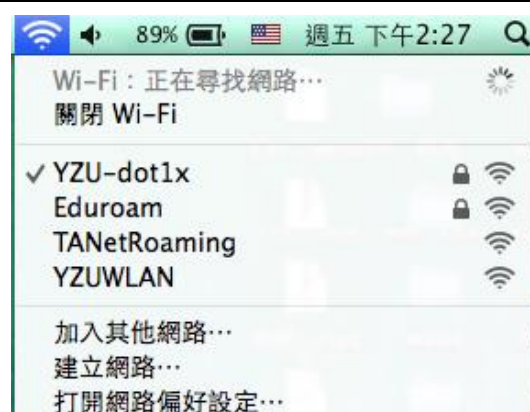 89% 週五 下午2:27
Wi-Fi：正在尋找網路…
關閉 Wi-Fi
YZU-dot1x
Eduroam
TANetRoaming
YZUWLAN
加入其他網路…
建立網路…
打開網路偏好設定…